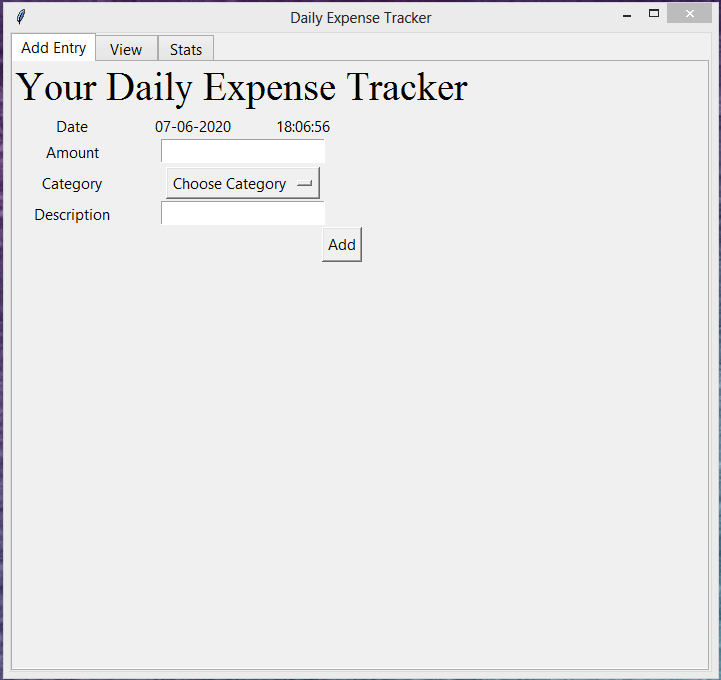 Daily Expense Tracker
Add Entry View Stats
Your Daily Expense Tracker
Date 07-06-2020 18:06:56
Amount
Category Choose Category
Description
Add